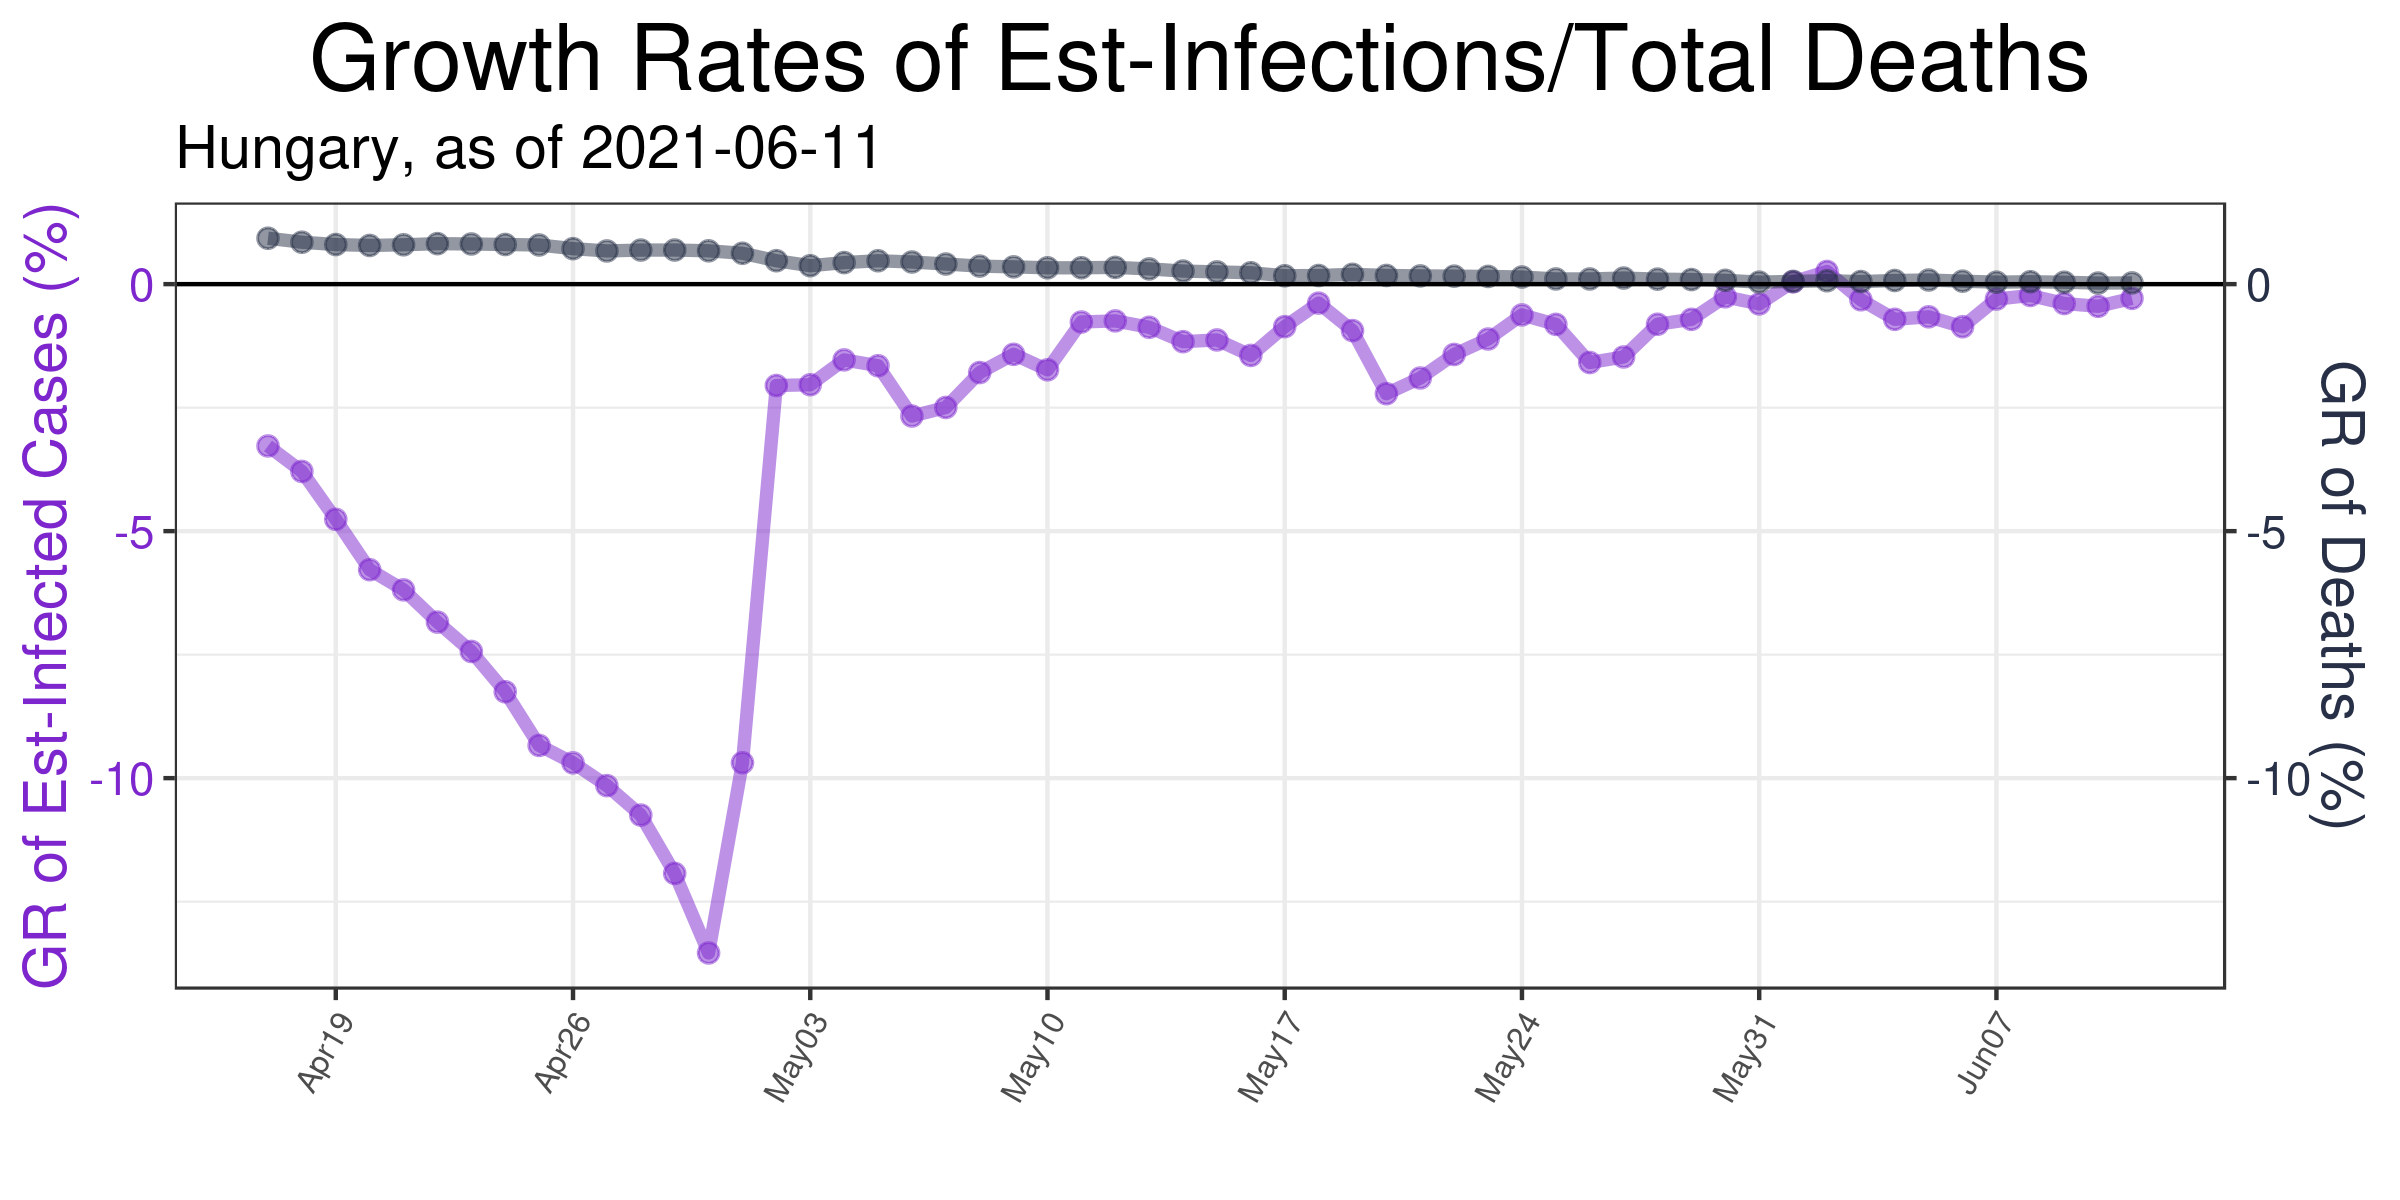 Growth Rates of Est-Infections/Total Deaths
Hungary, as of 2021-06-11
GR of Est-Infected Cases (%)
0
-5
-10
0
-5
-10
GR of Deaths (%)
Apr19
Apr26
May03
May10
May17
May24
May31
Jun07